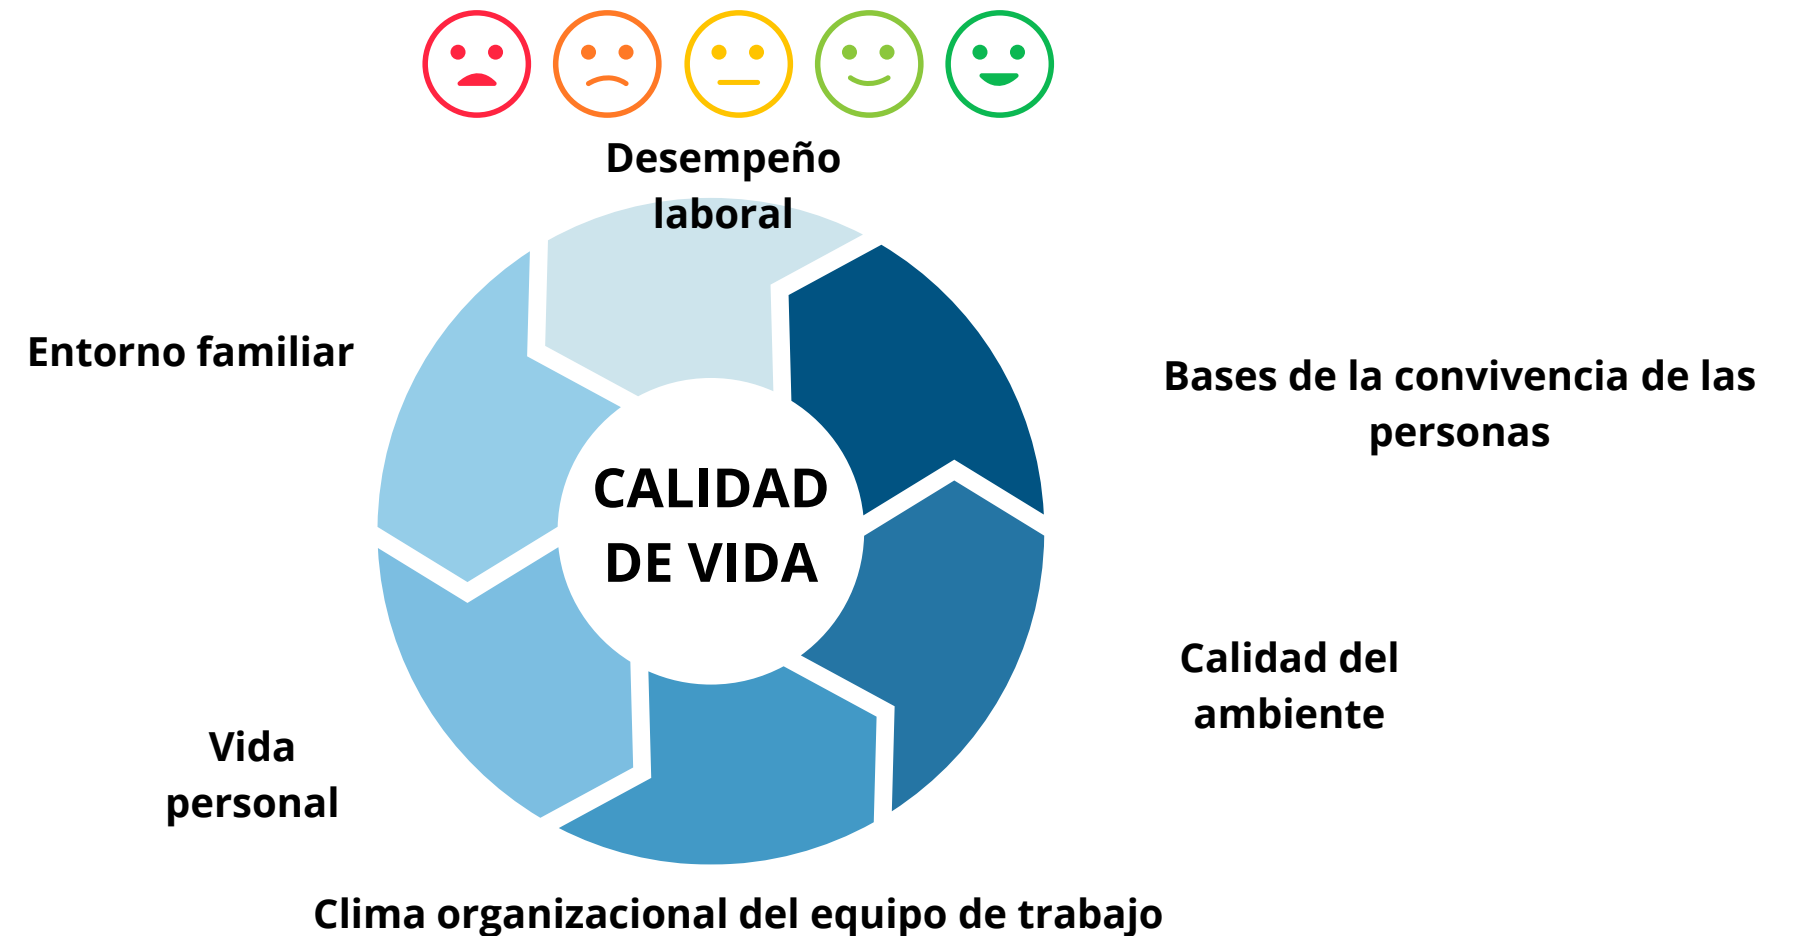 Desempeño
laboral
Entorno familiar
Bases de la convivencia de las
personas
CALIDAD
DE VIDA
Calidad del
ambiente
Vida
personal
Clima organizacional del equipo de trabajo